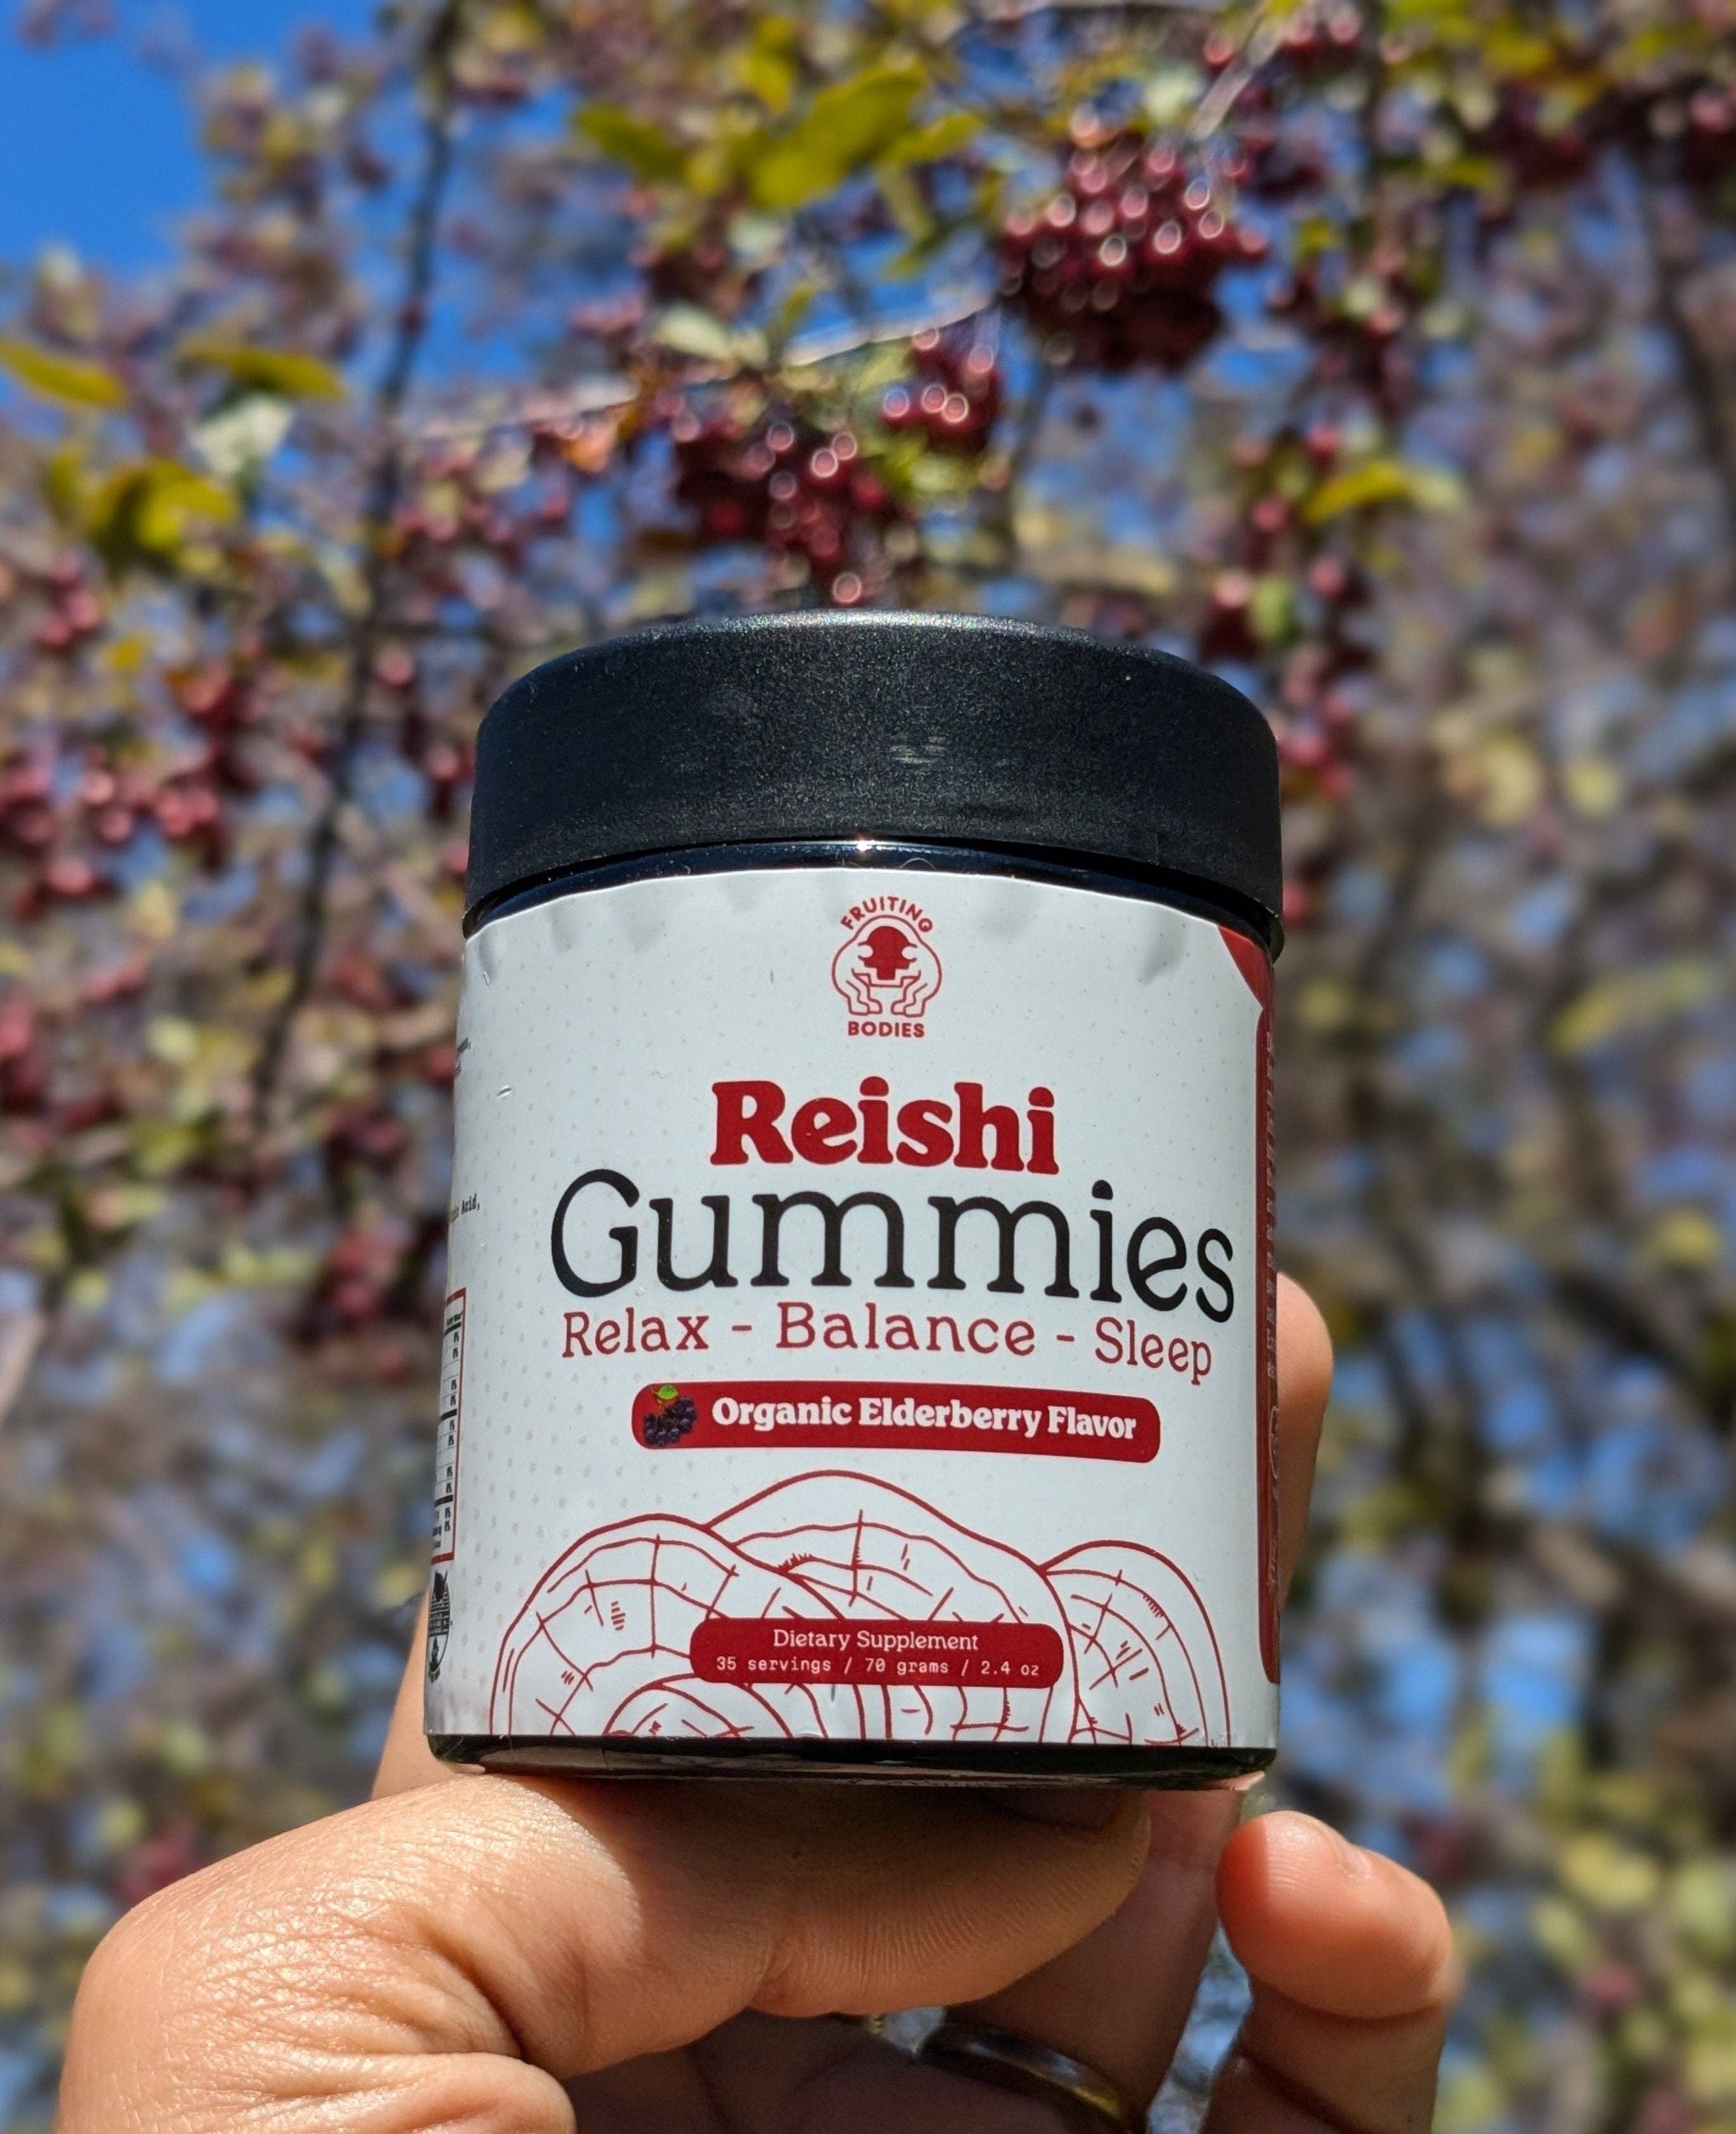 FRUITING
BODIES
Reishi
Gummies
Relax - Balance - Sleep
Organic Elderberry Flavor
Dietary Supplement
35 servings / 70 grams / 2.4 oz
Acid,